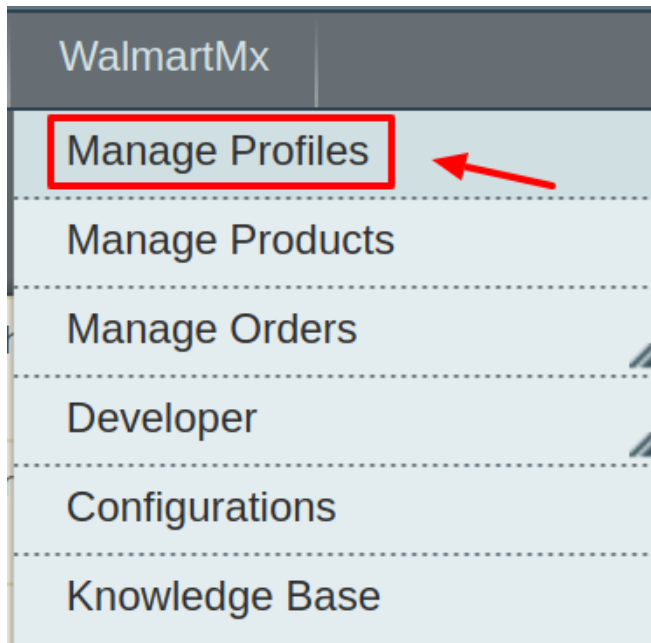 WalmartMx
Manage Profiles
Manage Products
Manage Orders
Developer
Configurations
Knowledge Base